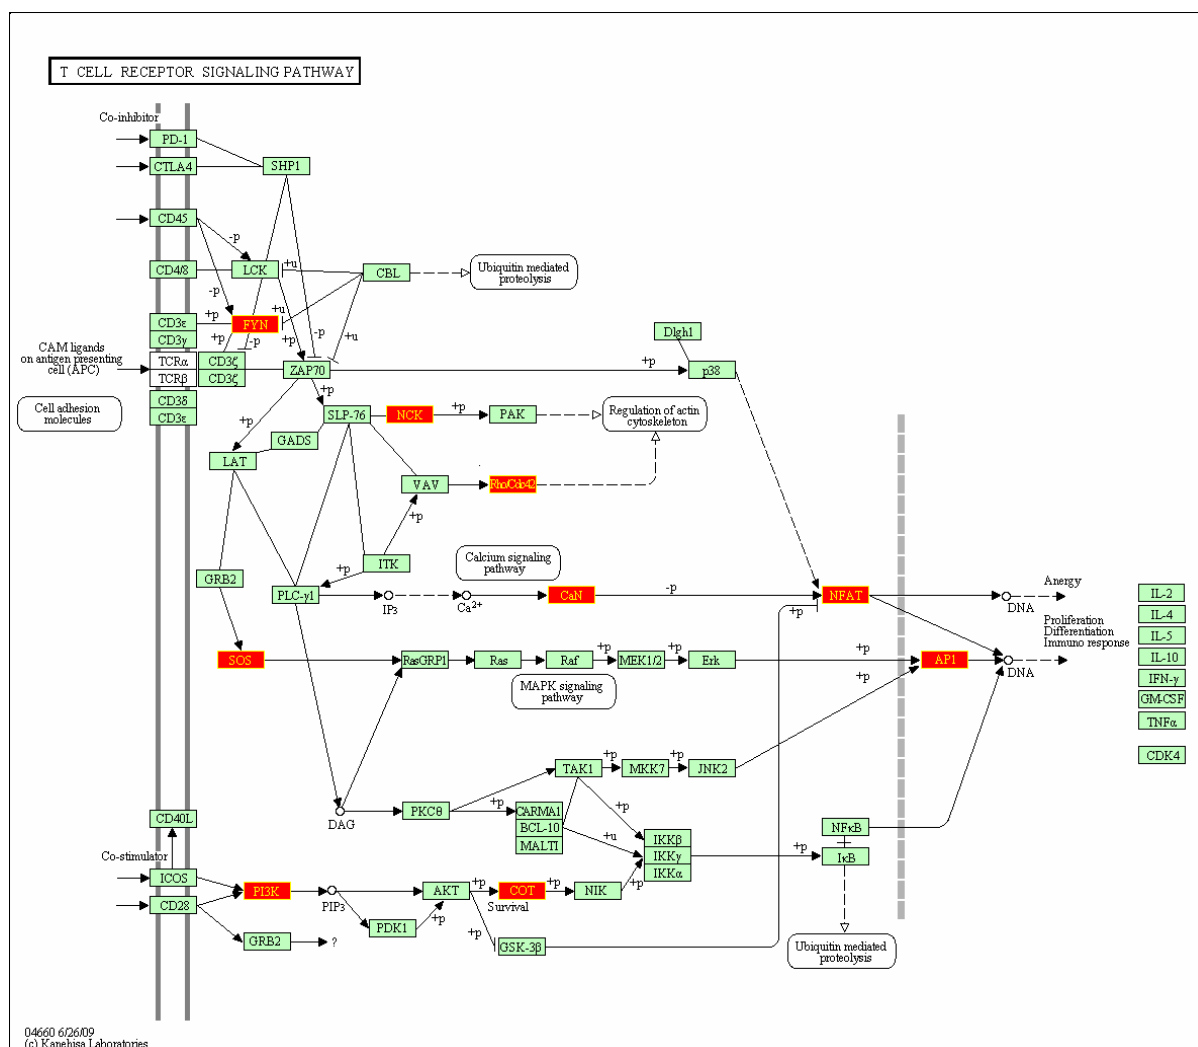 T CELL RECEPTOR SIGNALING PATHWAY
Co-inhibitor
PD-1
CTLA4
SHP1
CD45
-p
CD4/8
LCK
+u
CBL
Ubiquitin mediated
proteolysis
-p
+p
+u
CD3ε
FYN
CD3γ
+p
-p
+p
-p
+u
Dlgh1
CAM ligands
on antigen presenting
cell (APC)
TCRα
CD3ζ
TCRβ
CD3ζ
ZAP70
+p
p38
+p
Cell adhesion
molecules
CD3δ
CD3ε
SLP-76
NCK
+p
PAK
Regulation of actin
cytoskeleton
+p
GADS
LAT
VAV
Rho/Cdc42
+p
Calcium signaling
pathway
ITK
+p
GRB2
PLC-γ1
IP3
Ca2+
CaN
-p
NFAT
+p
DNA
Anergy
Proliferation
Differentiation
Immuno response
IL-2
IL-4
IL-5
IL-10
IFN-γ
GM-CSF
TNFα
CDK4
SOS
RasGRP1
Ras
Raf
+p
MEK1/2
+p
Erk
+p
AP1
DNA
MAPK signaling
pathway
+p
TAK1
+p
MKK7
+p
JNK2
DAG
PKCθ
+p
CARMA1
BCL-10
MALT1
+p
+u
IKKβ
IKKγ
IKKα
+p
NFκB
IκB
CD40L
Co-stimulator
ICOS
CD28
PI3K
PIP3
AKT
+p
COT
+p
NIK
+p
Survival
PDK1
+p
+p
GSK-3β
GRB2
?
Ubiquitin mediated
proteolysis
04660 6/26/09
(c) Kanehisa Laboratories